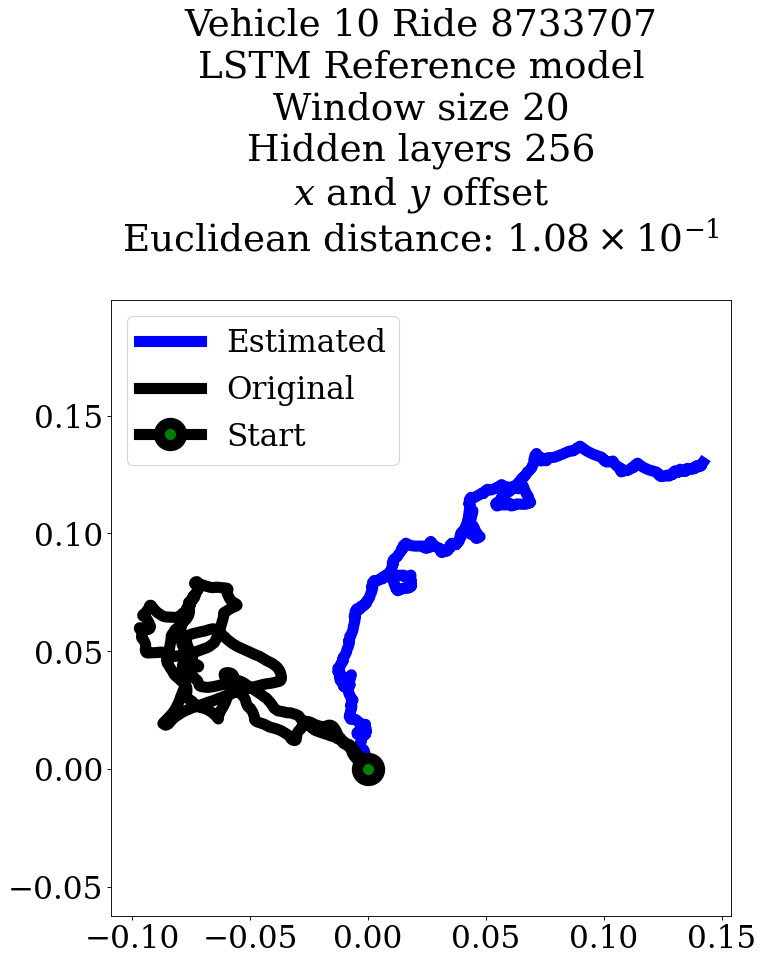 Vehicle 10 Ride 8733707
LSTM Reference model
Window size 20
Hidden layers 256
x and y offset
Euclidean distance: 1.08 × 10⁻¹
Estimated
Original
Start
0.15
0.10
0.05
0.00
−0.05
−0.10 −0.05 0.00 0.05 0.10 0.15